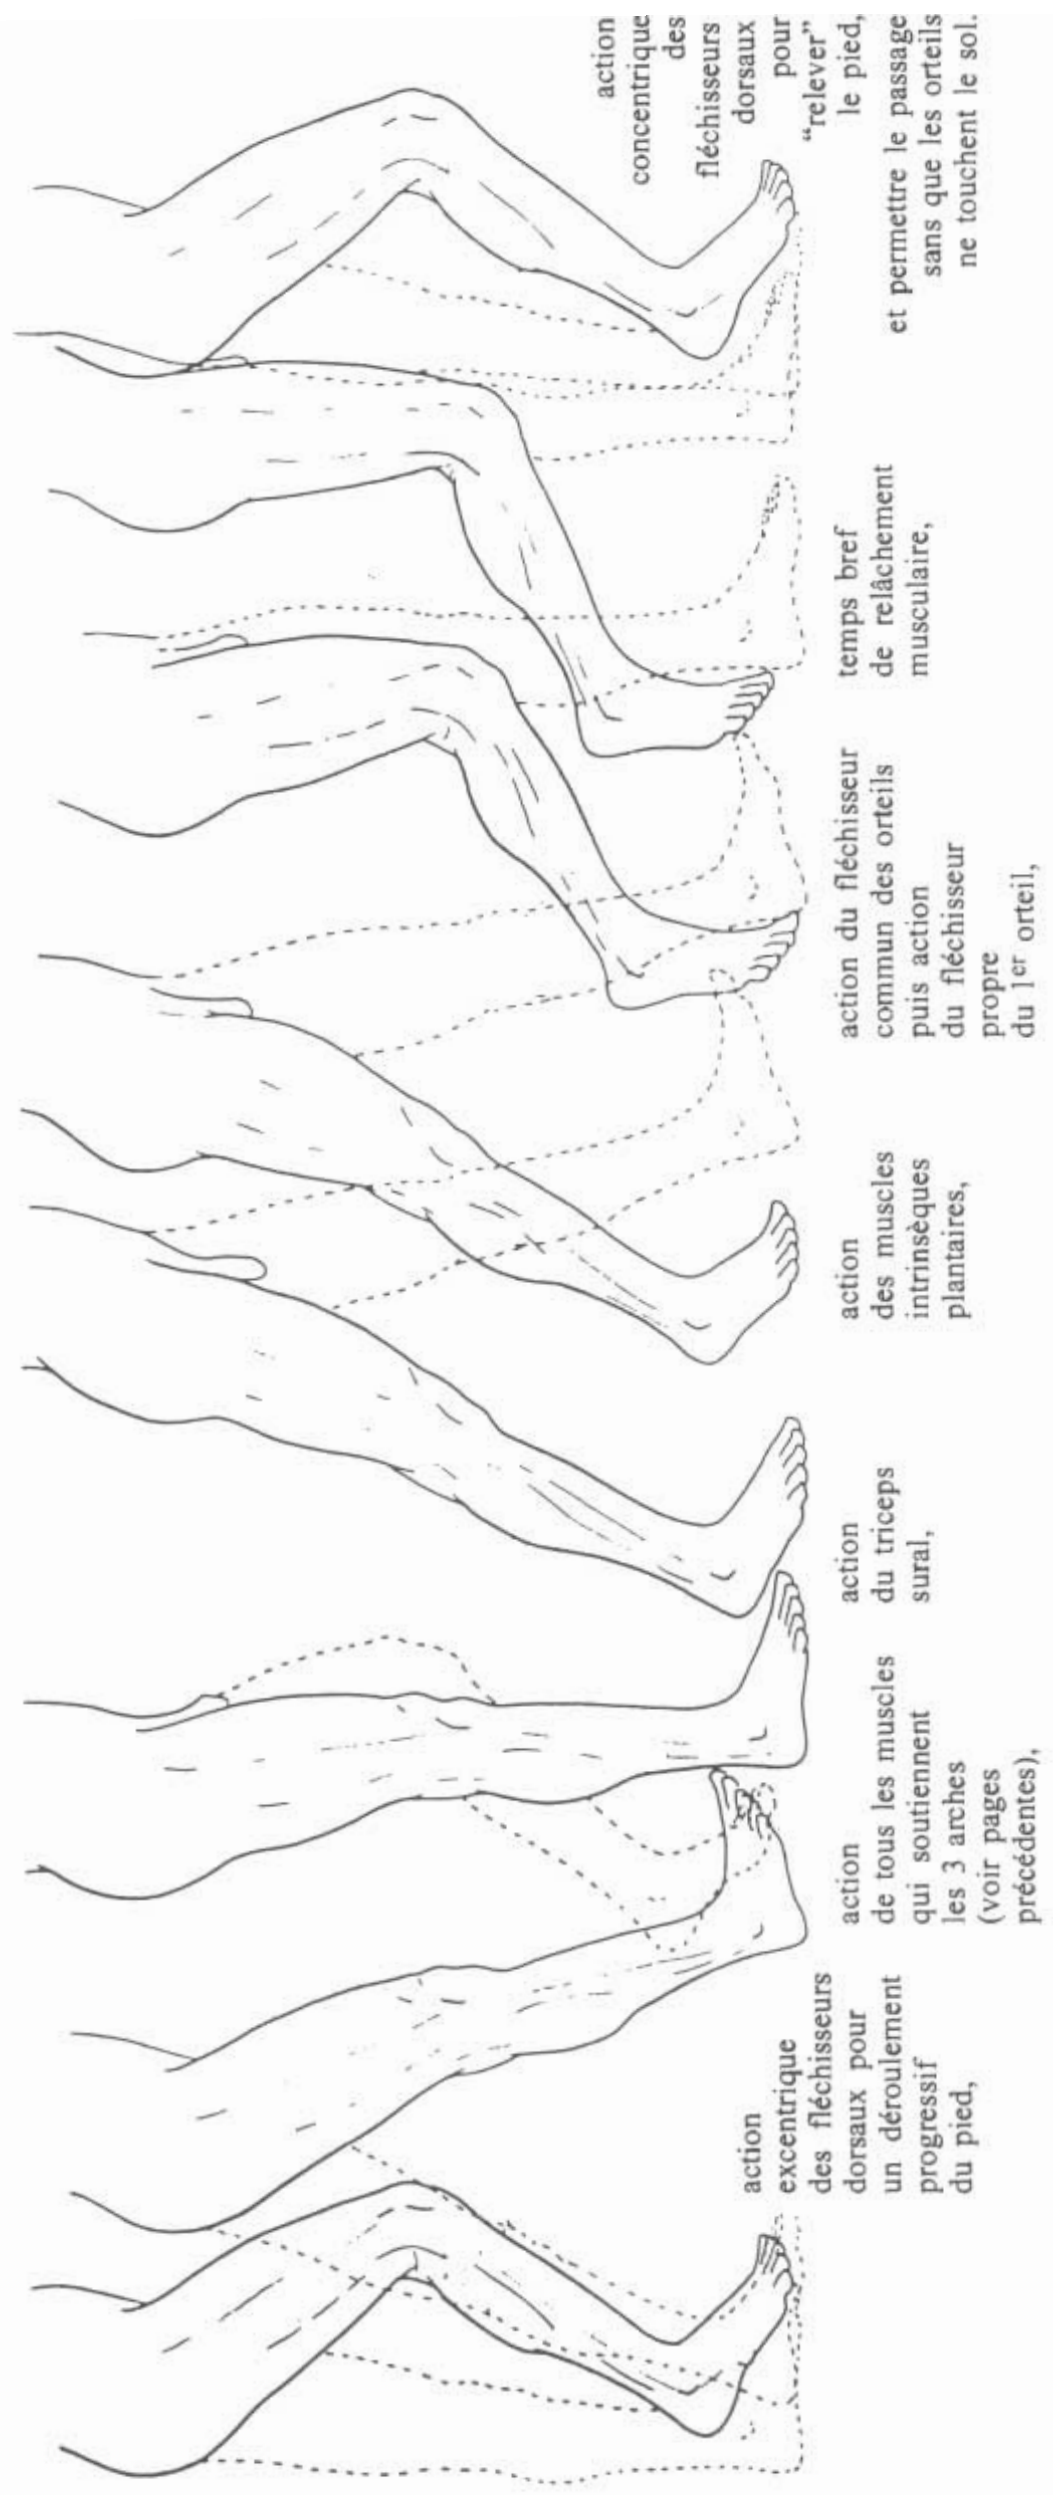 action
excentrique
des fléchisseurs
dorsaux pour
un déroulement
progressif
du pied,
action
de tous les muscles
qui soutiennent
les 3 arches
(voir pages
précédentes),
action
du triceps
sural,
action
des muscles
intrinsèques
plantaires,
action du fléchisseur
commun des orteils
puis action
du fléchisseur
propre
du 1er orteil,
temps bref
de relâchement
musculaire,
action
concentrique
des
fléchisseurs
dorsaux
pour
“relever”
le pied,
et permettre le passage
sans que les orteils
ne touchent le sol.